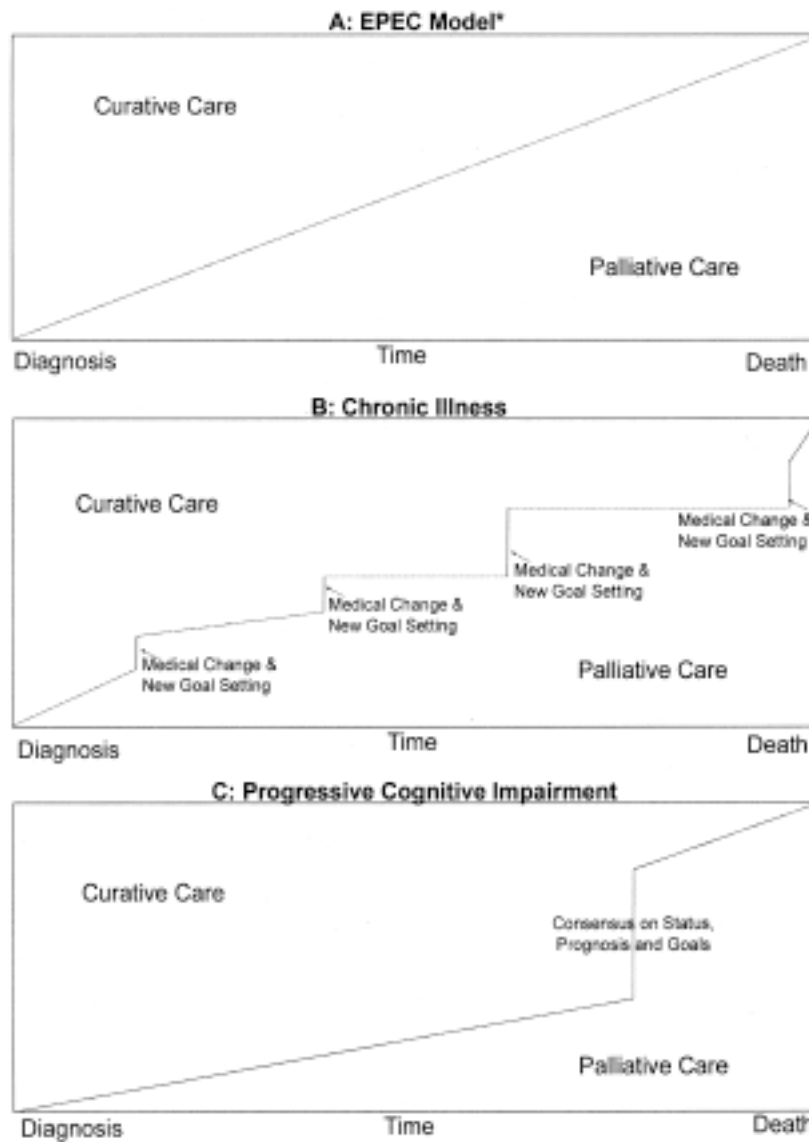 A: EPEC Model*
Curative Care
Palliative Care
Diagnosis
Time
Death
B: Chronic Illness
Curative Care
Medical Change &
New Goal Setting
Medical Change &
New Goal Setting
Medical Change &
New Goal Setting
Medical Change &
New Goal Setting
Palliative Care
Diagnosis
Time
Death
C: Progressive Cognitive Impairment
Curative Care
Consensus on Status,
Prognosis and Goals
Palliative Care
Diagnosis
Time
Death